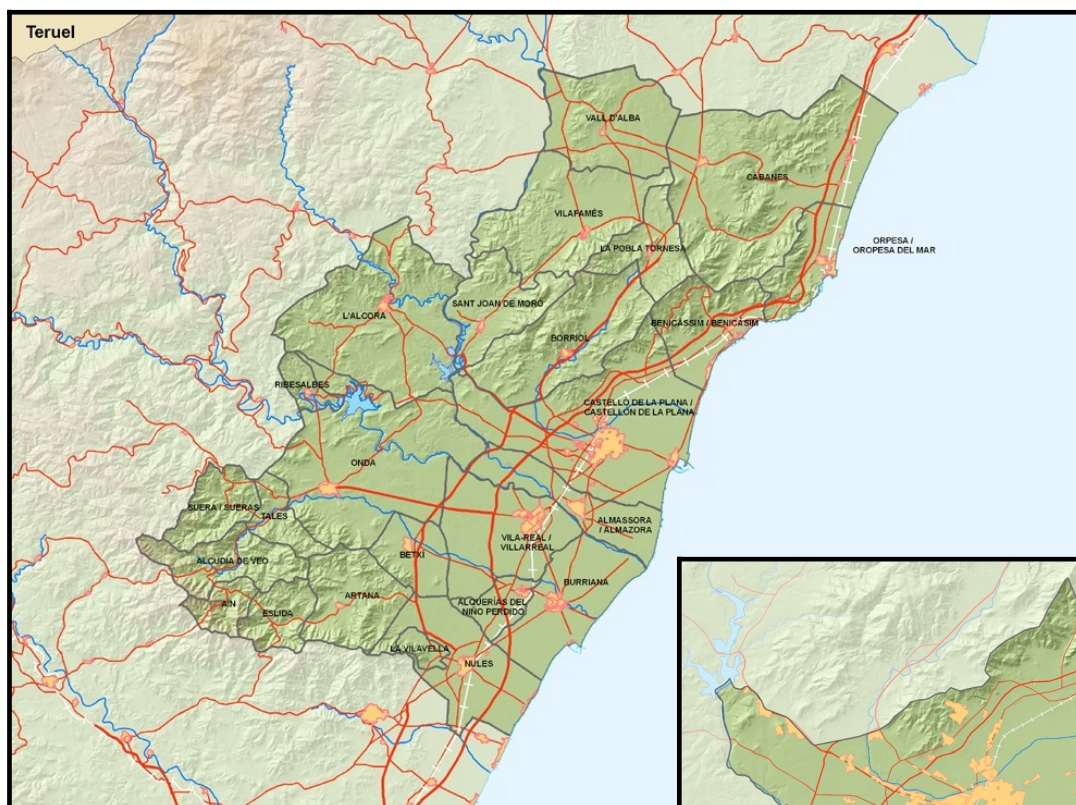 Teruel
VALL D'ALBA
CABANES
VILAFAMÉS
ORPESA /
OROPESA DEL MAR
LA POBLA TORNESA
SANT JOAN DE MORÓ
L'ALCORA
BENICÀSSIM / BENICASIM
BORRIOL
RIBESALBES
CASTELLÓ DE LA PLANA /
CASTELLÓN DE LA PLANA
ONDA
SUERA / SUERAS
TALES
ALMASSORA
/ ALMAZORA
VILA-REAL /
VILLARREAL
BETXÍ
ALCUDIA DE VEO
BURRIANA
ARTANA
ALQUERÍAS DEL
NIÑO PERDIDO
AÍN
ESLIDA
LA VILAVELLA
NULES